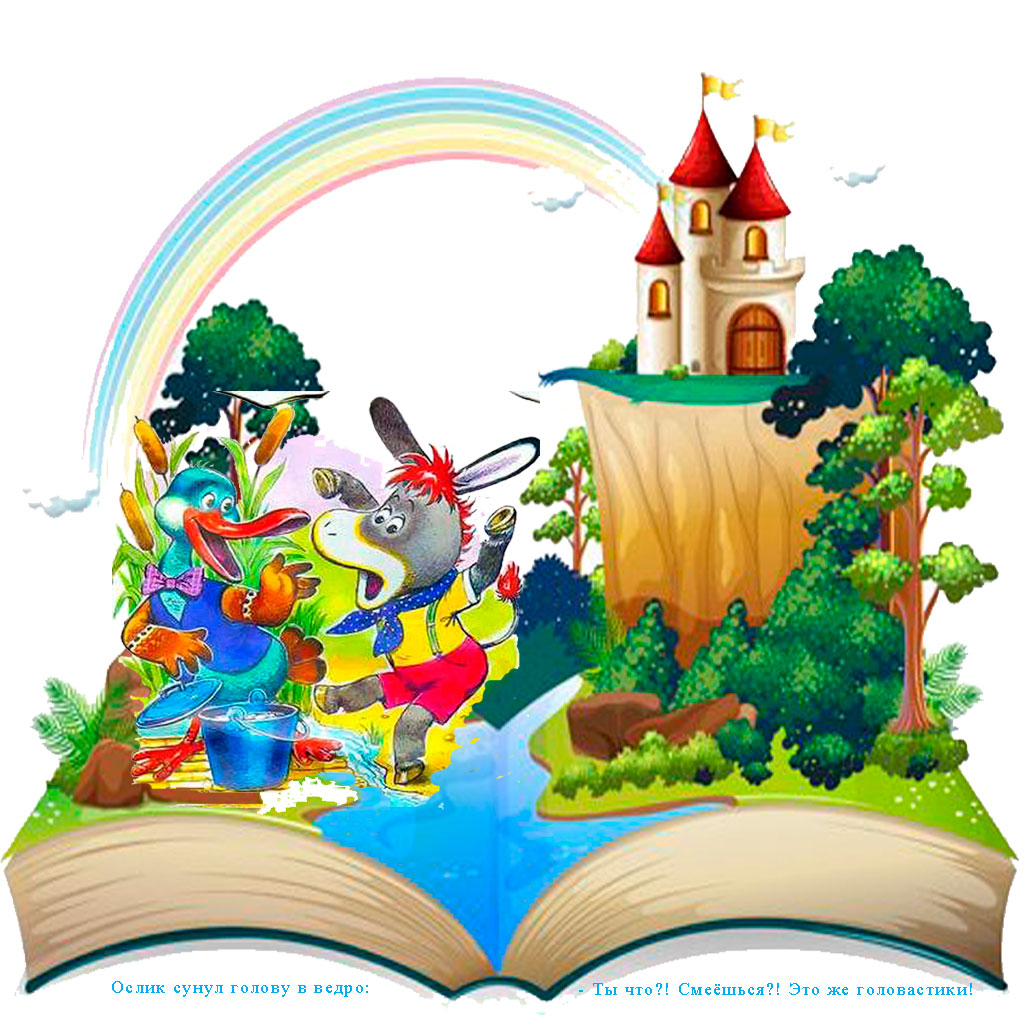 Ослик сунул голову в ведро:
- Ты что?! Смеёшься?! Это же головастики!